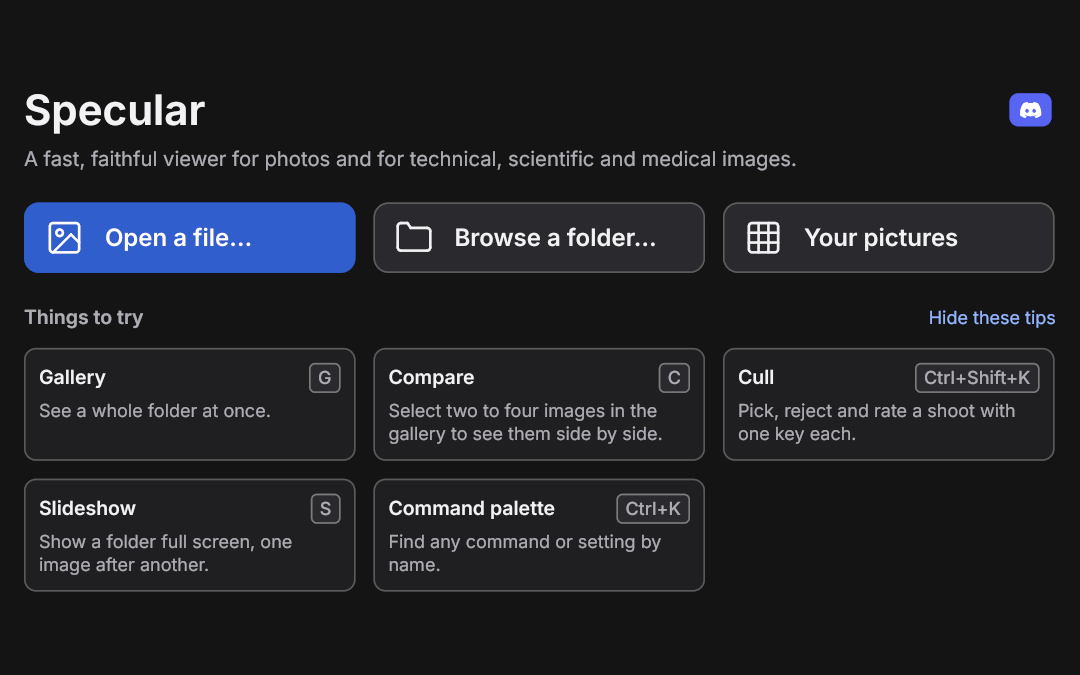 Specular
A fast, faithful viewer for photos and for technical, scientific and medical images.
Open a file...
Browse a folder...
Your pictures
Things to try
Hide these tips
Gallery
G
See a whole folder at once.
Compare
C
Select two to four images in the
gallery to see them side by side.
Cull
Ctrl+Shift+K
Pick, reject and rate a shoot with
one key each.
Slideshow
S
Show a folder full screen, one
image after another.
Command palette
Ctrl+K
Find any command or setting by
name.